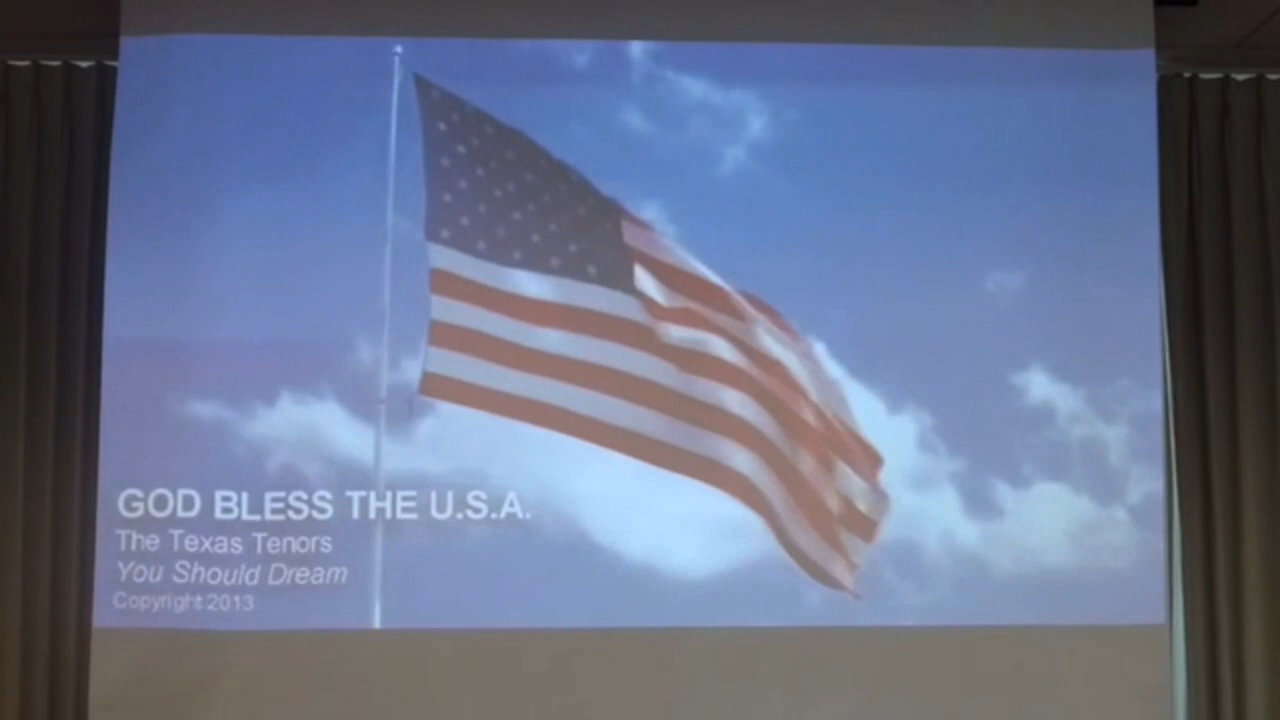 GOD BLESS THE U.S.A.
The Texas Tenors
You Should Dream
Copyright 2013